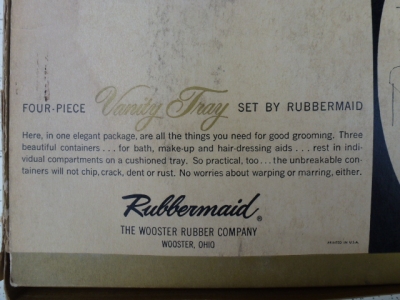 FOUR-PIECE Vanity Tray SET BY RUBBERMAID
Here, in one elegant package, are all the things you need for good grooming. Three
beautiful containers . . . for bath, make-up and hair-dressing aids . . . rest in indi-
vidual compartments on a cushioned tray. So practical, too . . . the unbreakable con-
tainers will not chip, crack, dent or rust. No worries about warping or marring, either.
Rubbermaid®
THE WOOSTER RUBBER COMPANY
WOOSTER, OHIO
MADE IN U.S.A.